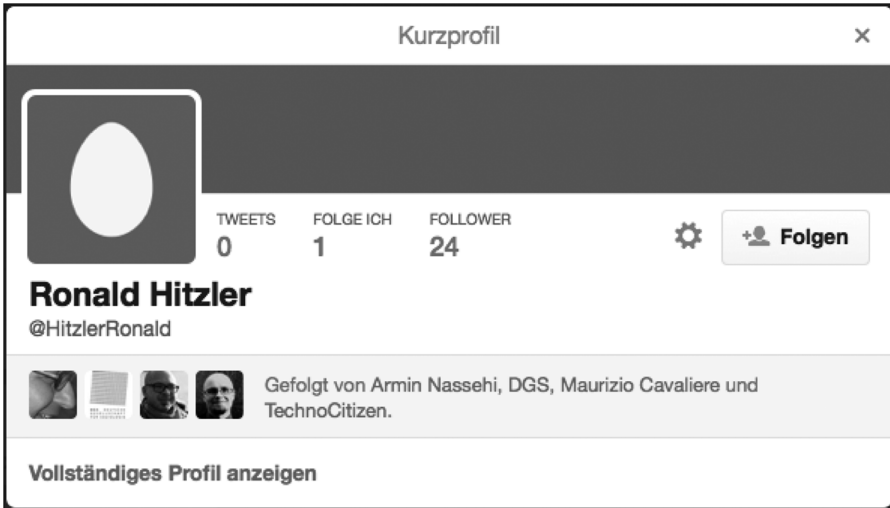 Kurzprofil
TWEETS FOLGE ICH FOLLOWER
0 1 24
Folgen
Ronald Hitzler
@HitzlerRonald
Gefolgt von Armin Nassehi, DGS, Maurizio Cavaliere und
TechnoCitizen.
Vollständiges Profil anzeigen